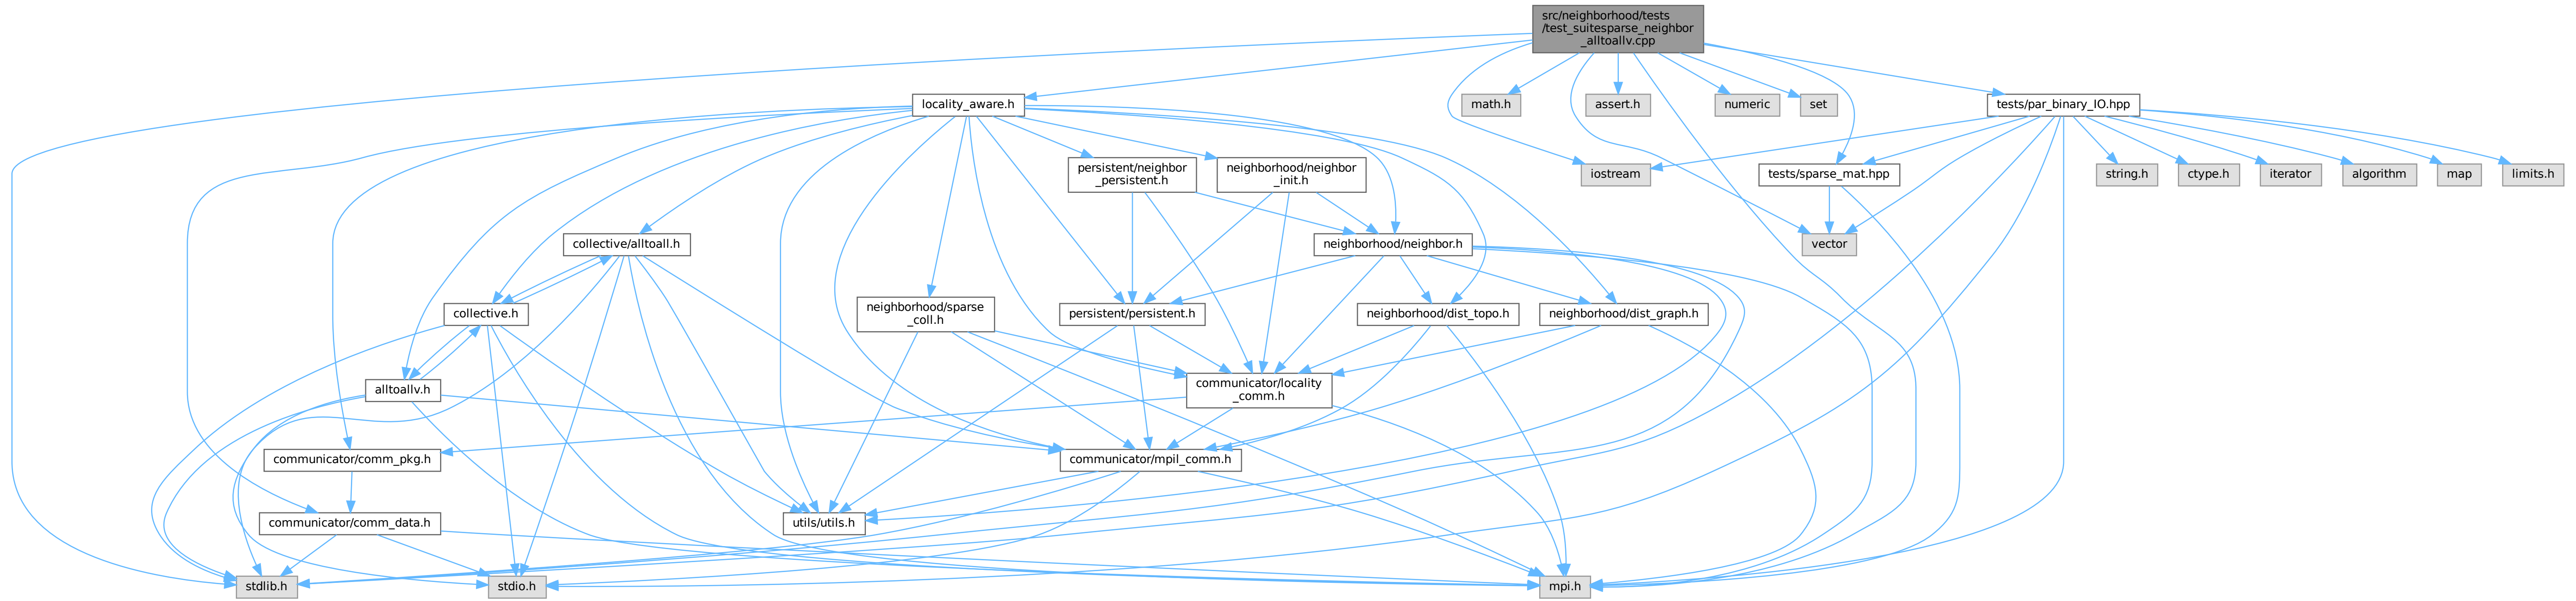 src/neighborhood/tests
/test_suitesparse_neighbor
_alltoallv.cpp
locality_aware.h
math.h
assert.h
numeric
set
tests/par_binary_IO.hpp
persistent/neighbor
_persistent.h
neighborhood/neighbor
_init.h
iostream
tests/sparse_mat.hpp
string.h
ctype.h
iterator
algorithm
map
limits.h
collective/alltoall.h
neighborhood/neighbor.h
vector
collective.h
neighborhood/sparse
_coll.h
persistent/persistent.h
neighborhood/dist_topo.h
neighborhood/dist_graph.h
alltoallv.h
communicator/locality
_comm.h
communicator/comm_pkg.h
communicator/mpil_comm.h
communicator/comm_data.h
utils/utils.h
stdlib.h
stdio.h
mpi.h